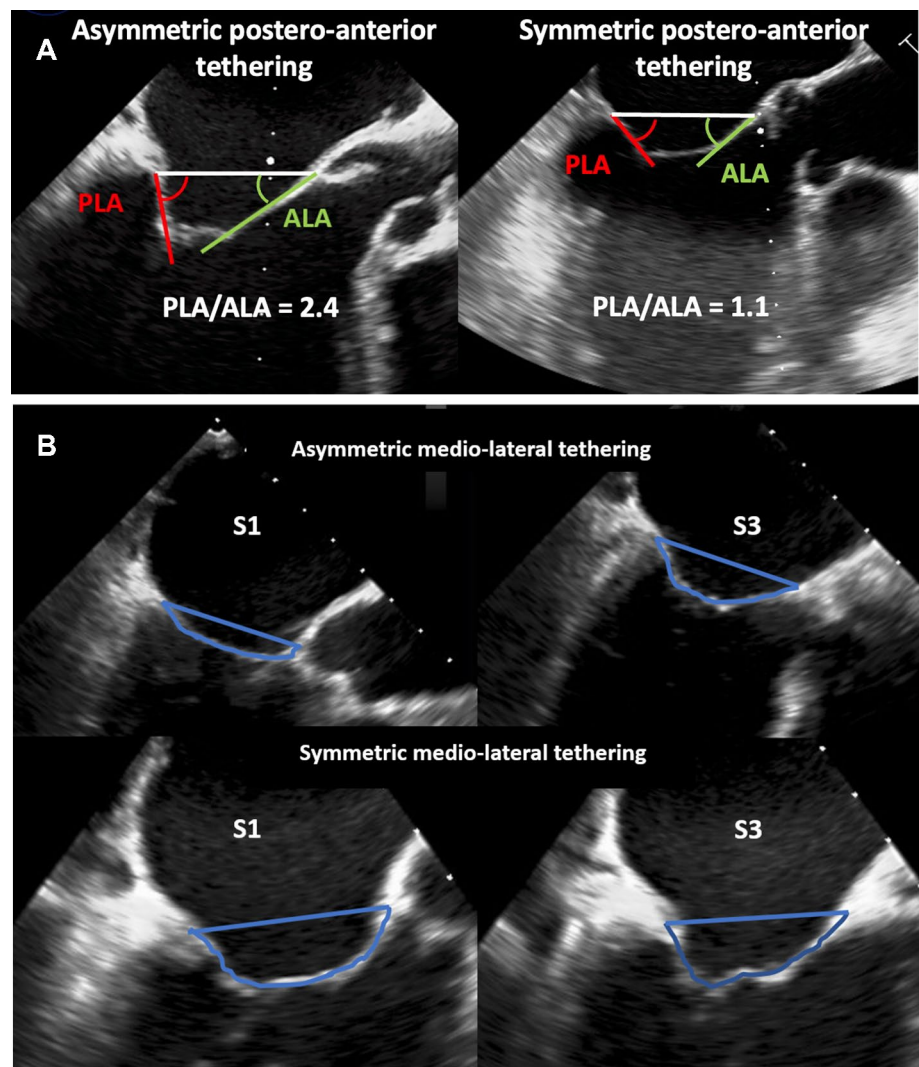 A
Asymmetric postero-anterior
tethering
Symmetric postero-anterior
tethering
PLA
ALA
PLA/ALA = 2.4
PLA
ALA
PLA/ALA = 1.1
B
Asymmetric medio-lateral tethering
S1
S3
Symmetric medio-lateral tethering
S1
S3